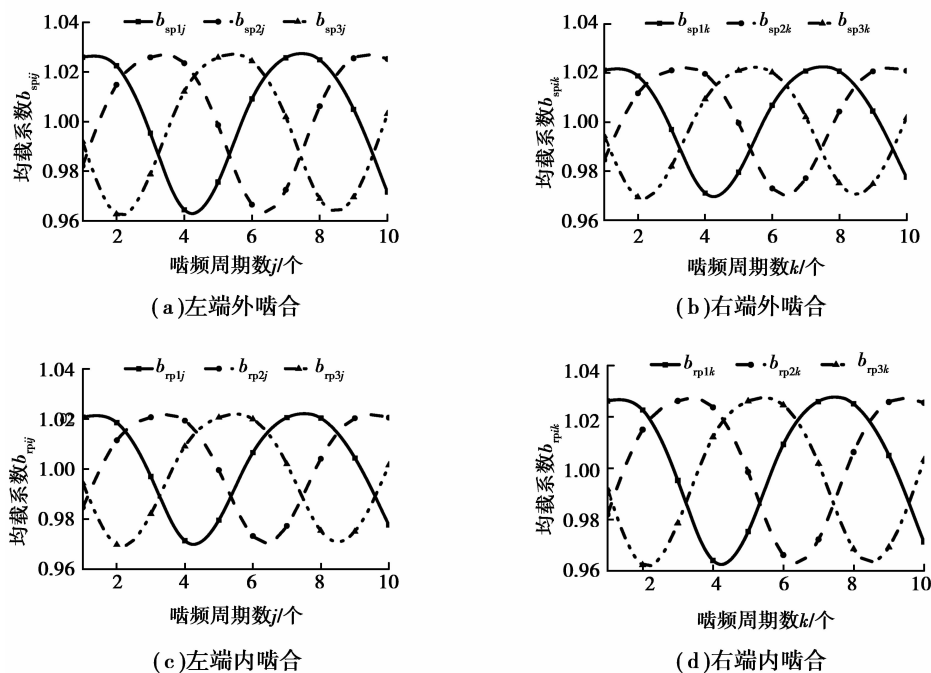 b_sp1j b_sp2j b_sp3j
1.04
1.02
1.00
0.98
0.96
均载系数b_spij
2 4 6 8 10
啮频周期数j/个
(a)左端外啮合
b_sp1k b_sp2k b_sp3k
1.04
1.02
1.00
0.98
0.96
均载系数b_spik
2 4 6 8 10
啮频周期数k/个
(b)右端外啮合
b_rp1j b_rp2j b_rp3j
1.04
1.02
1.00
0.98
0.96
均载系数b_rpij
2 4 6 8 10
啮频周期数j/个
(c)左端内啮合
b_rp1k b_rp2k b_rp3k
1.04
1.02
1.00
0.98
0.96
均载系数b_rpik
2 4 6 8 10
啮频周期数k/个
(d)右端内啮合